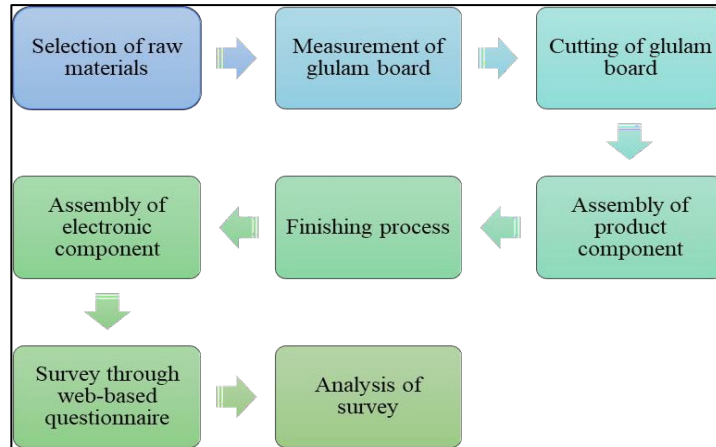 Selection of raw
materials
Measurement of
glulam board
Cutting of glulam
board
Assembly of
product
component
Finishing process
Assembly of
electronic
component
Survey through
web-based
questionnaire
Analysis of
survey